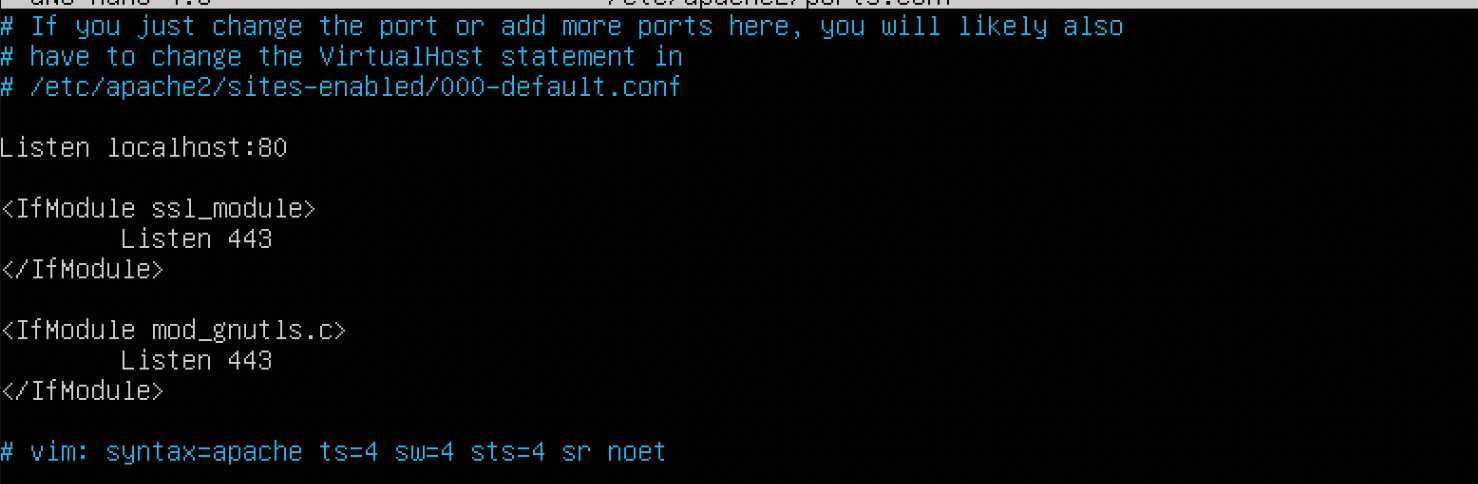 /etc/apache2/ports.conf
# If you just change the port or add more ports here, you will likely also
# have to change the VirtualHost statement in
# /etc/apache2/sites-enabled/000-default.conf
Listen localhost:80
<IfModule ssl_module>
Listen 443
</IfModule>
<IfModule mod_gnutls.c>
Listen 443
</IfModule>
# vim: syntax=apache ts=4 sw=4 sts=4 sr noet